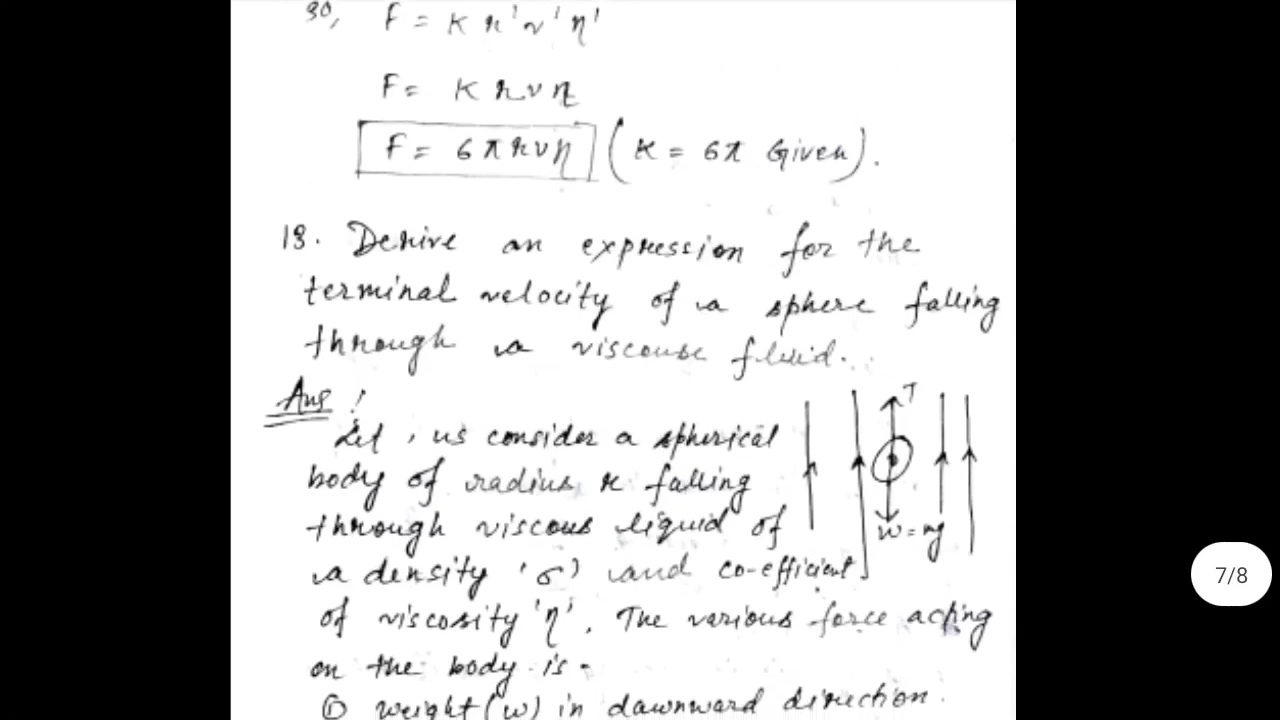 So, F = K r¹ v¹ η¹
F = K r v η
F = 6 π r v η (K = 6π Given).
18. Derive an expression for the
terminal velocity of a sphere falling
through a viscouse fluid.
Ans!
Let, us consider a spherical
body of radius r falling
through viscous liquid of
a density 'σ' and co-efficient
of viscosity 'η'. The various force acting
on the body is -
① weight (w) in dawnward direction.
T
W = mg
7/8